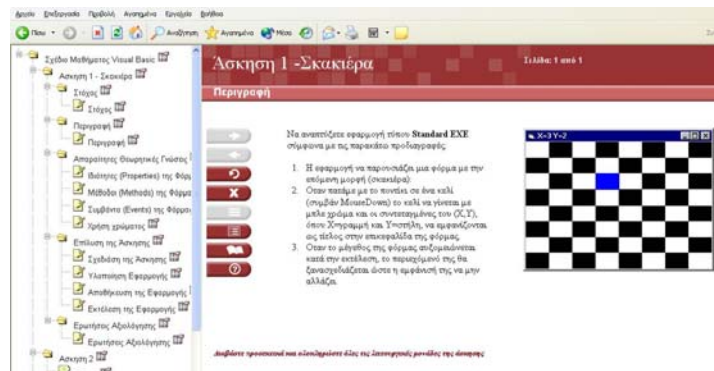 Αρχείο Επεξεργασία Προβολή Αγαπημένα Εργαλεία Βοήθεια
Πίσω Αναζήτηση Αγαπημένα Μέσα
Σχέδιο Μαθήματος Visual Basic
Ασκηση 1 - Σκακιέρα
Στόχος
Στόχος
Περιγραφή
Περιγραφή
Απαραίτητες Θεωρητικές Γνώσεις
Ιδιότητες (Properties) της Φόρμα
Μέθοδοι (Methods) της Φόρμα
Συμβάντα (Events) της Φόρμας
Χρήση χρώματος
Επίλυση της Άσκησης
Σχεδίαση της Άσκησης
Υλοποίηση Εφαρμογής
Αποθήκευση της Εφαρμογής
Εκτέλεση της Εφαρμογής
Ερωτήσεις Αξιολόγησης
Ερωτήσεις Αξιολόγησης
Ασκηση 2
Άσκηση 1 -Σκακιέρα
Σελίδα: 1 από 1
Περιγραφή
Να αναπτύξετε εφαρμογή τύπου Standard EXE
σύμφωνα με τις παρακάτω προδιαγραφές:
1. Η εφαρμογή να παρουσιάζει μια φόρμα με την
επόμενη μορφή (σκακιέρα):
2. Οταν πατάμε με το ποντίκι σε ένα κελί
(συμβάν MouseDown) το κελί να γίνεται με
μπλε χρώμα και οι συντεταγμένες του (X,Y),
όπου X=γραμμή και Y=στήλη, να εμφανίζονται
ως τίτλος στην επικεφαλίδα της φόρμας.
3. Οταν το μέγεθος της φόρμας αυξομειώνεται
κατά την εκτέλεση, το περιεχόμενό της θα
ξανασχεδιάζεται ώστε η εμφάνισή της να μην
αλλάζει.
X=3 Y=2
Διαβάστε προσεκτικά και ολοκληρώστε όλες τις λειτουργικές μονάδες της άσκησης